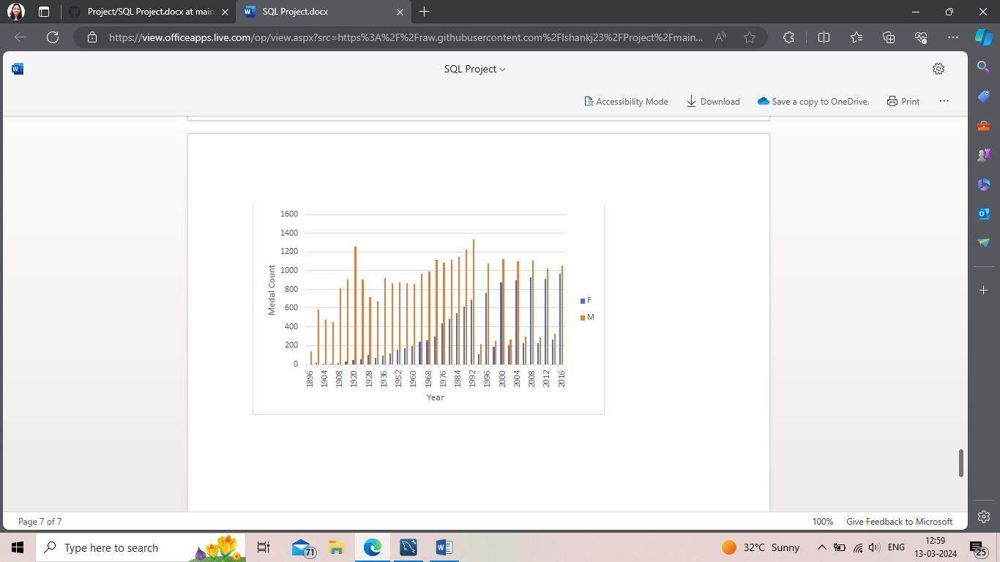 Project/SQL Project.docx at main
SQL Project.docx
https://view.officeapps.live.com/op/view.aspx?src=https%3A%2F%2Fraw.githubusercontent.com%2FIshankj23%2FProject%2Fmain...
SQL Project
Accessibility Mode
Download
Save a copy to OneDrive.
Print
1600
1400
1200
1000
800
600
400
200
0
Medal Count
1896
1904
1908
1920
1928
1936
1952
1960
1968
1976
1984
1992
1996
2000
2004
2008
2012
2016
Year
F
M
Page 7 of 7
100%
Give Feedback to Microsoft
Type here to search
71
32°C Sunny
ENG
12:59
13-03-2024
25